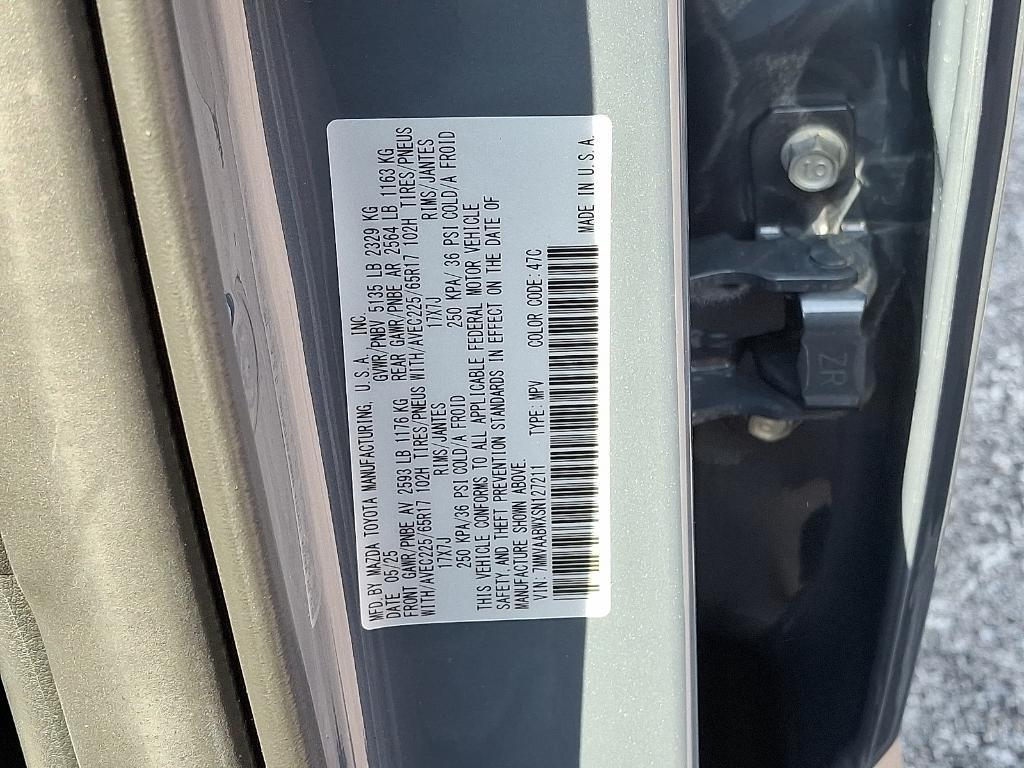 MFD. BY MAZDA TOYOTA MANUFACTURING, U.S.A., INC.
DATE 05/25 GVWR/PNBV 5135 LB 2329 KG
FRONT GAWR/PNBE AV 2593 LB 1176 KG REAR GAWR/PNBE AR 2564 LB 1163 KG
WITH/AVEC225/65R17 102H TIRES/PNEUS WITH/AVEC225/65R17 102H TIRES/PNEUS
17X7J RIMS/JANTES 17X7J RIMS/JANTES
250 KPA/36 PSI COLD/A FROID 250 KPA/ 36 PSI COLD/A FROID
THIS VEHICLE CONFORMS TO ALL APPLICABLE FEDERAL MOTOR VEHICLE
SAFETY AND THEFT PREVENTION STANDARDS IN EFFECT ON THE DATE OF
MANUFACTURE SHOWN ABOVE.
VIN: 7MMVAABWXSN127211 TYPE: MPV COLOR CODE: 47C
MADE IN U.S.A.
ZR